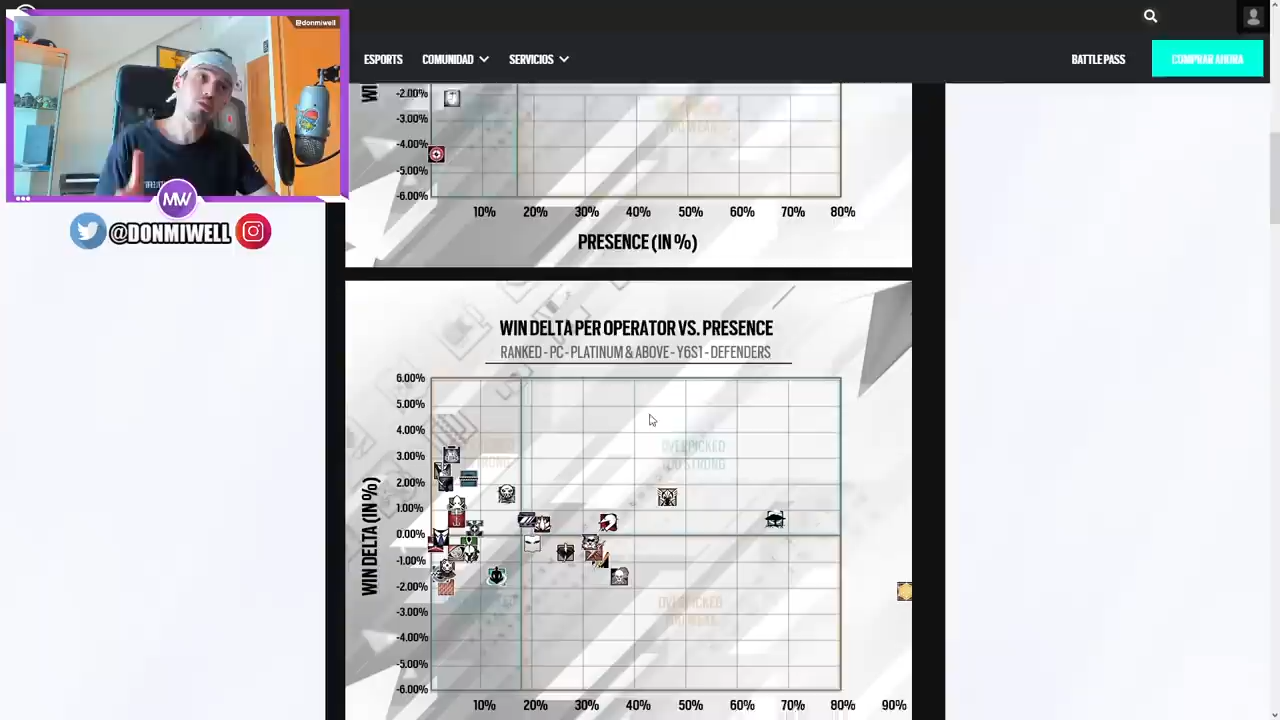 @donmiwell
MW
@DONMIWELL
ESPORTS
COMUNIDAD
SERVICIOS
BATTLE PASS
COMPRAR AHORA
-2.00%
-3.00%
-4.00%
-5.00%
-6.00%
10% 20% 30% 40% 50% 60% 70% 80%
PRESENCE (IN %)
WIN DELTA PER OPERATOR VS. PRESENCE
RANKED - PC - PLATINUM & ABOVE - Y6S1 - DEFENDERS
WIN DELTA (IN %)
6.00%
5.00%
4.00%
3.00%
2.00%
1.00%
0.00%
-1.00%
-2.00%
-3.00%
-4.00%
-5.00%
-6.00%
OVERPICKED
TOO STRONG
OVERPICKED
10% 20% 30% 40% 50% 60% 70% 80% 90%